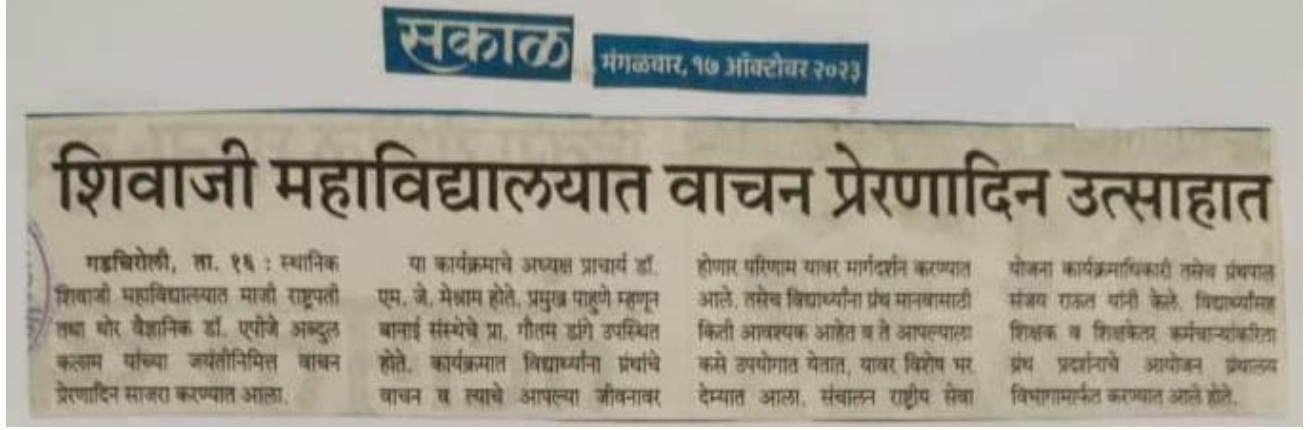 सकाळ
मंगळवार, १७ ऑक्टोबर २०२३
शिवाजी महाविद्यालयात वाचन प्रेरणादिन उत्साहात
गडचिरोली, ता. १६ : स्थानिक
शिवाजी महाविद्यालयात माजी राष्ट्रपती
तथा थोर वैज्ञानिक डॉ. एपीजे अब्दुल
कलाम यांच्या जयंतीनिमित्त वाचन
प्रेरणादिन साजरा करण्यात आला.
या कार्यक्रमाचे अध्यक्ष प्राचार्य डॉ.
एम. जे. मेश्राम होते. प्रमुख पाहुणे म्हणून
बानाई संस्थेचे प्रा. गौतम डांगे उपस्थित
होते. कार्यक्रमात विद्यार्थ्यांना ग्रंथांचे
वाचन व त्याचे आपल्या जीवनावर
होणार परिणाम यावर मार्गदर्शन करण्यात
आले. तसेच विद्यार्थ्यांना ग्रंथ मानवासाठी
किती आवश्यक आहेत व ते आपल्याला
कसे उपयोगात येतात, यावर विशेष भर
देण्यात आला. संचालन राष्ट्रीय सेवा
योजना कार्यक्रमाधिकारी तसेच ग्रंथपाल
संजय राऊत यांनी केले. विद्यार्थ्यांसह
शिक्षक व शिक्षकेतर कर्मचाऱ्यांकरिता
ग्रंथ प्रदर्शनाचे आयोजन ग्रंथालय
विभागामार्फत करण्यात आले होते.